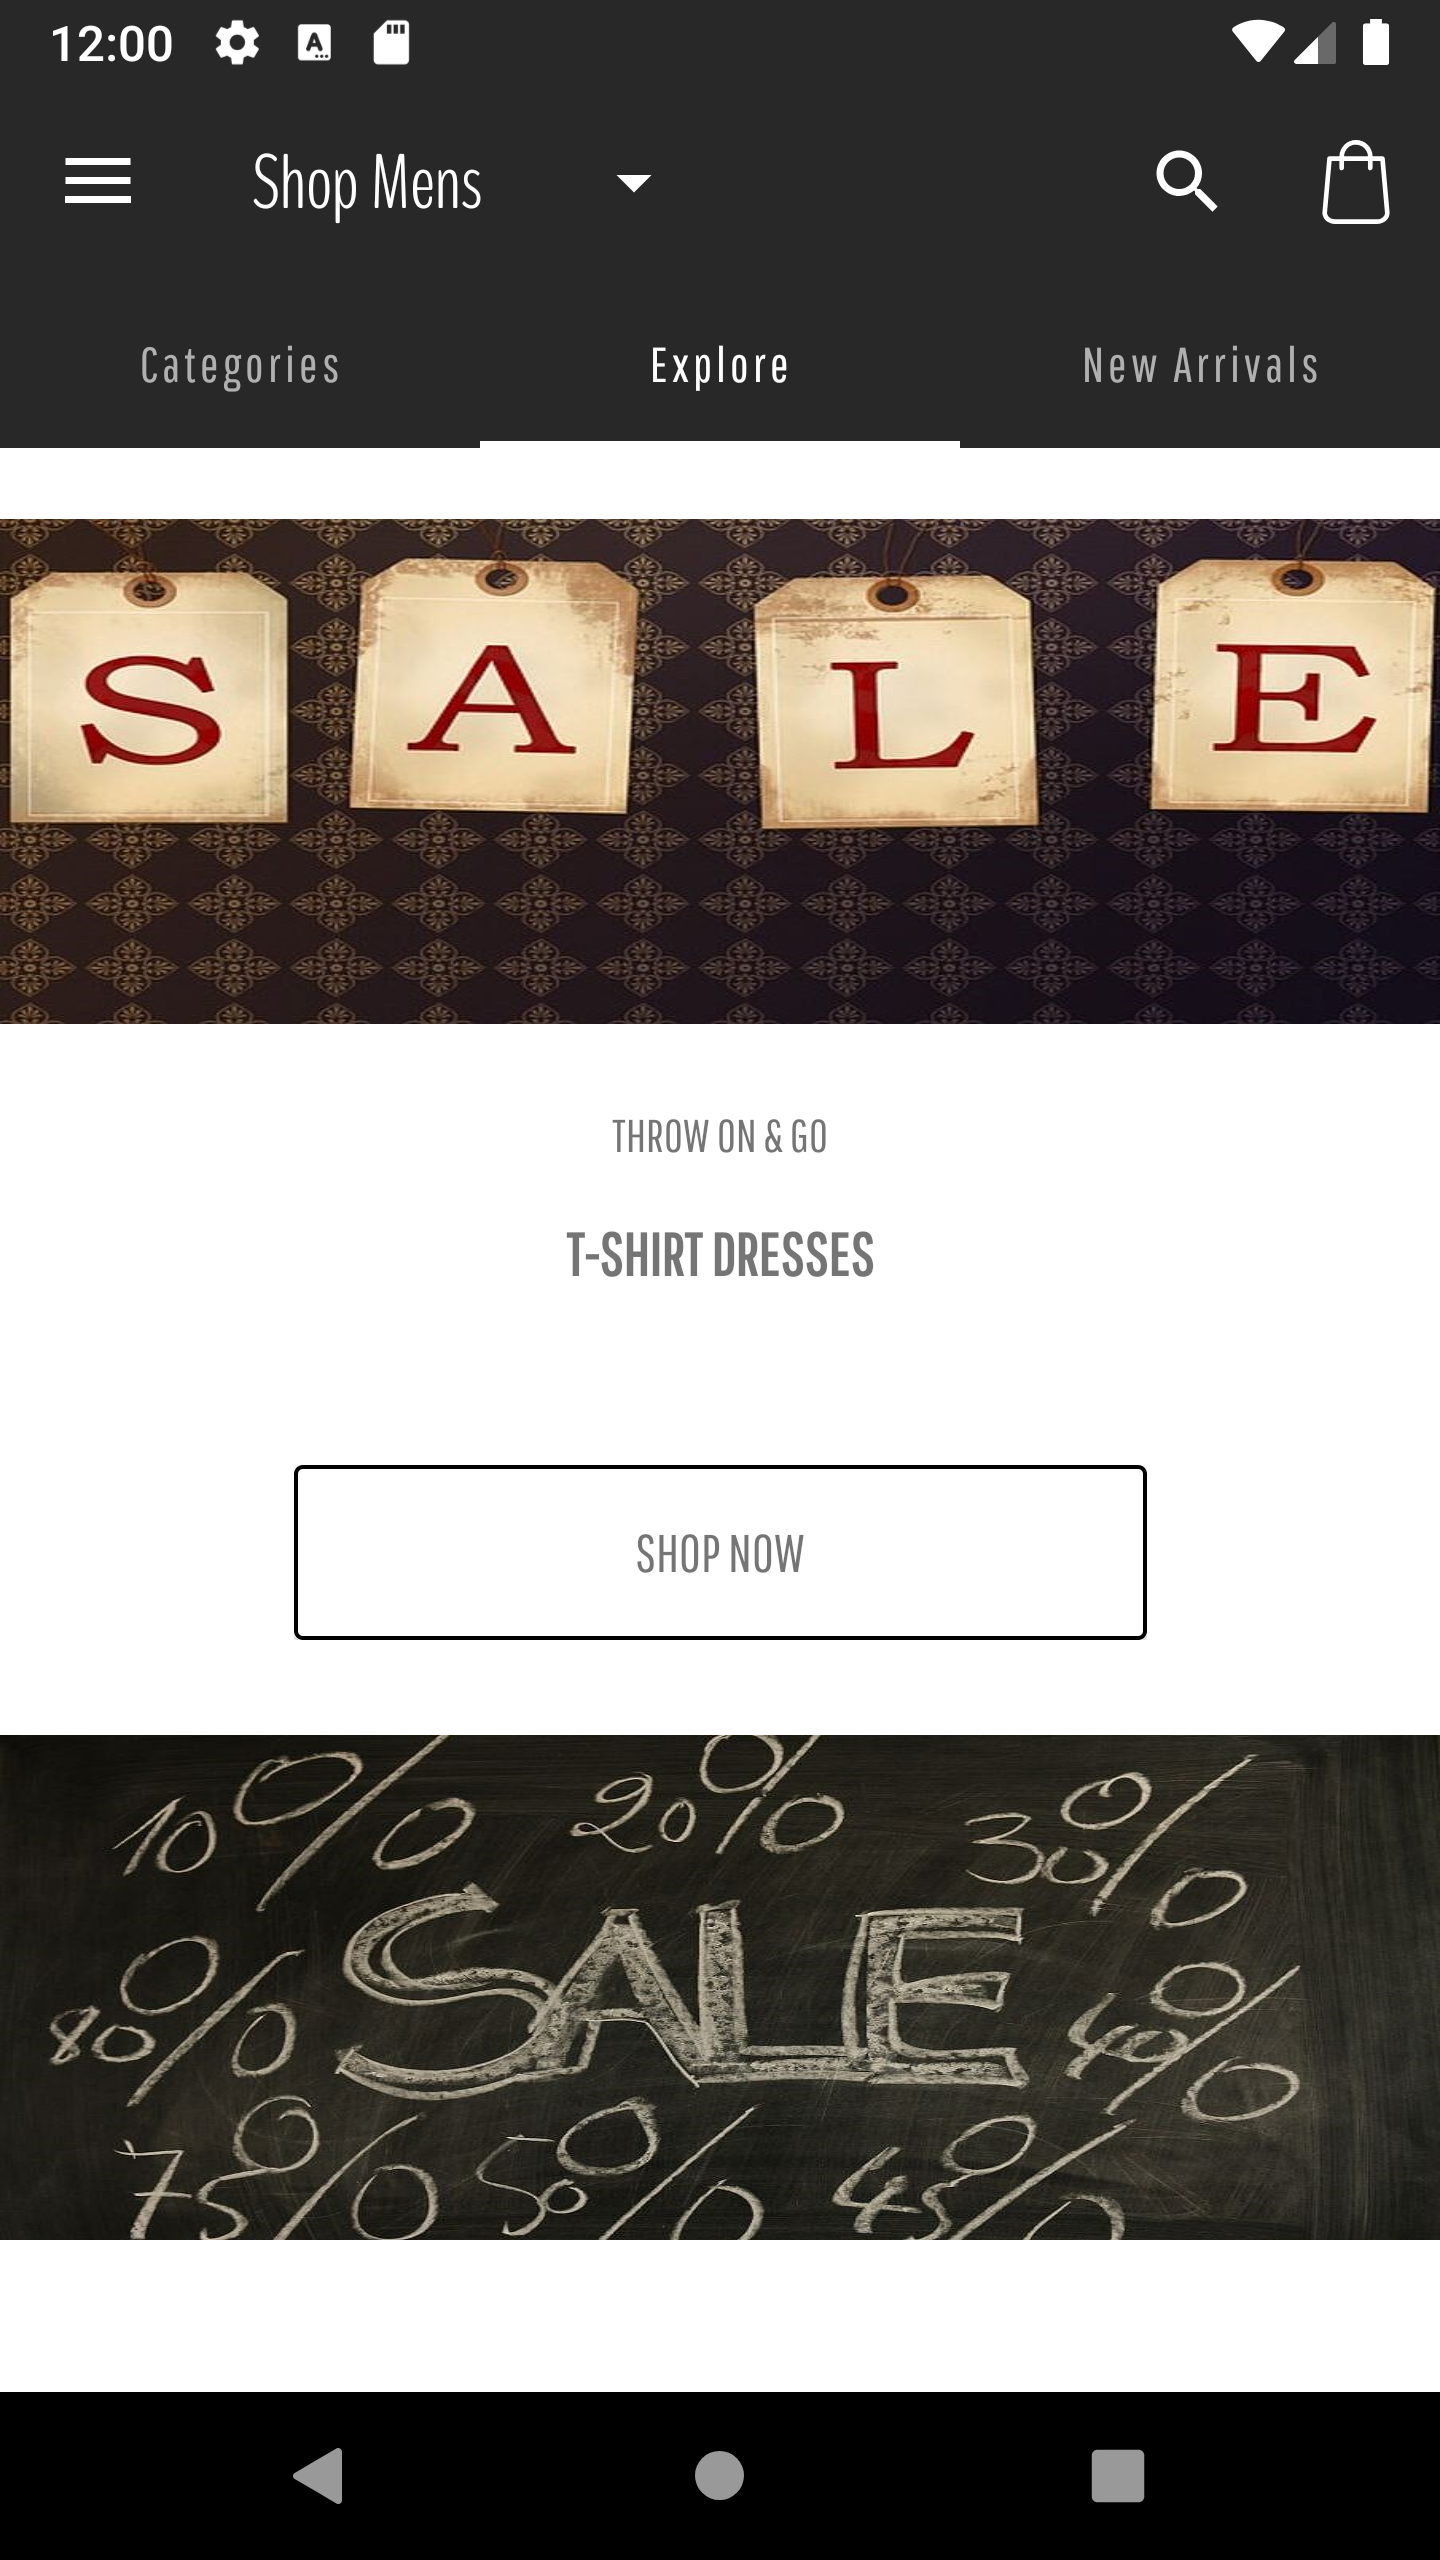 12:00
Shop Mens
Categories
Explore
New Arrivals
S A L E
THROW ON & GO
T-SHIRT DRESSES
SHOP NOW
10% 20% 30%
SALE
80% 40%
75% 50% 45%